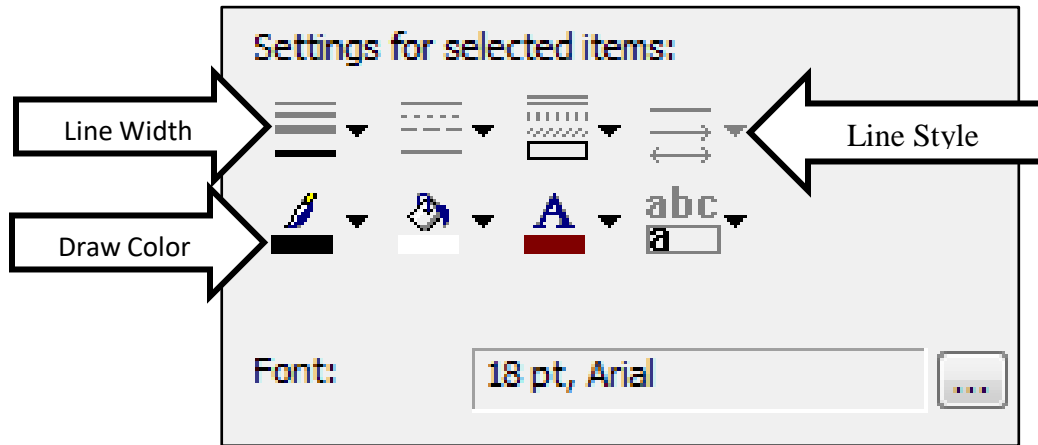 Settings for selected items:
Line Width
Line Style
abc
Draw Color
A
a
Font:
18 pt, Arial
...